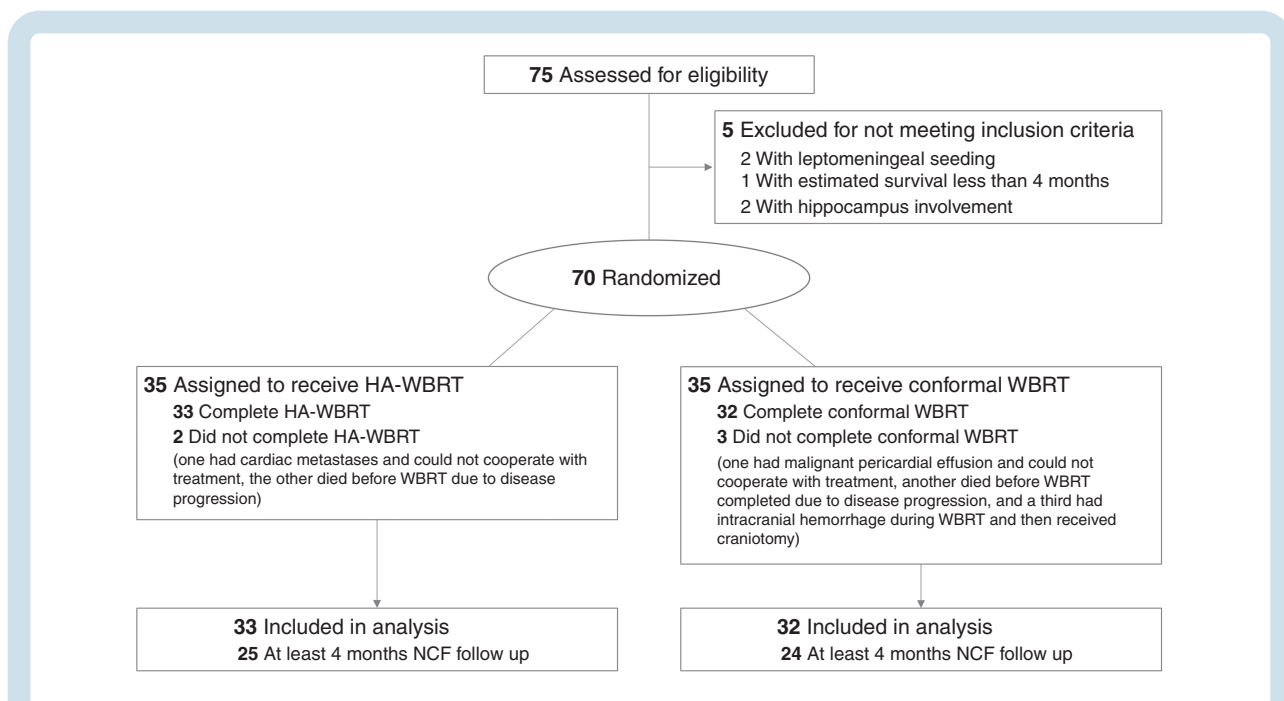 75 Assessed for eligibility
5 Excluded for not meeting inclusion criteria
2 With leptomeningeal seeding
1 With estimated survival less than 4 months
2 With hippocampus involvement
70 Randomized
35 Assigned to receive HA-WBRT
33 Complete HA-WBRT
2 Did not complete HA-WBRT
(one had cardiac metastases and could not cooperate with
treatment, the other died before WBRT due to disease
progression)
35 Assigned to receive conformal WBRT
32 Complete conformal WBRT
3 Did not complete conformal WBRT
(one had malignant pericardial effusion and could not
cooperate with treatment, another died before WBRT
completed due to disease progression, and a third had
intracranial hemorrhage during WBRT and then received
craniotomy)
33 Included in analysis
25 At least 4 months NCF follow up
32 Included in analysis
24 At least 4 months NCF follow up